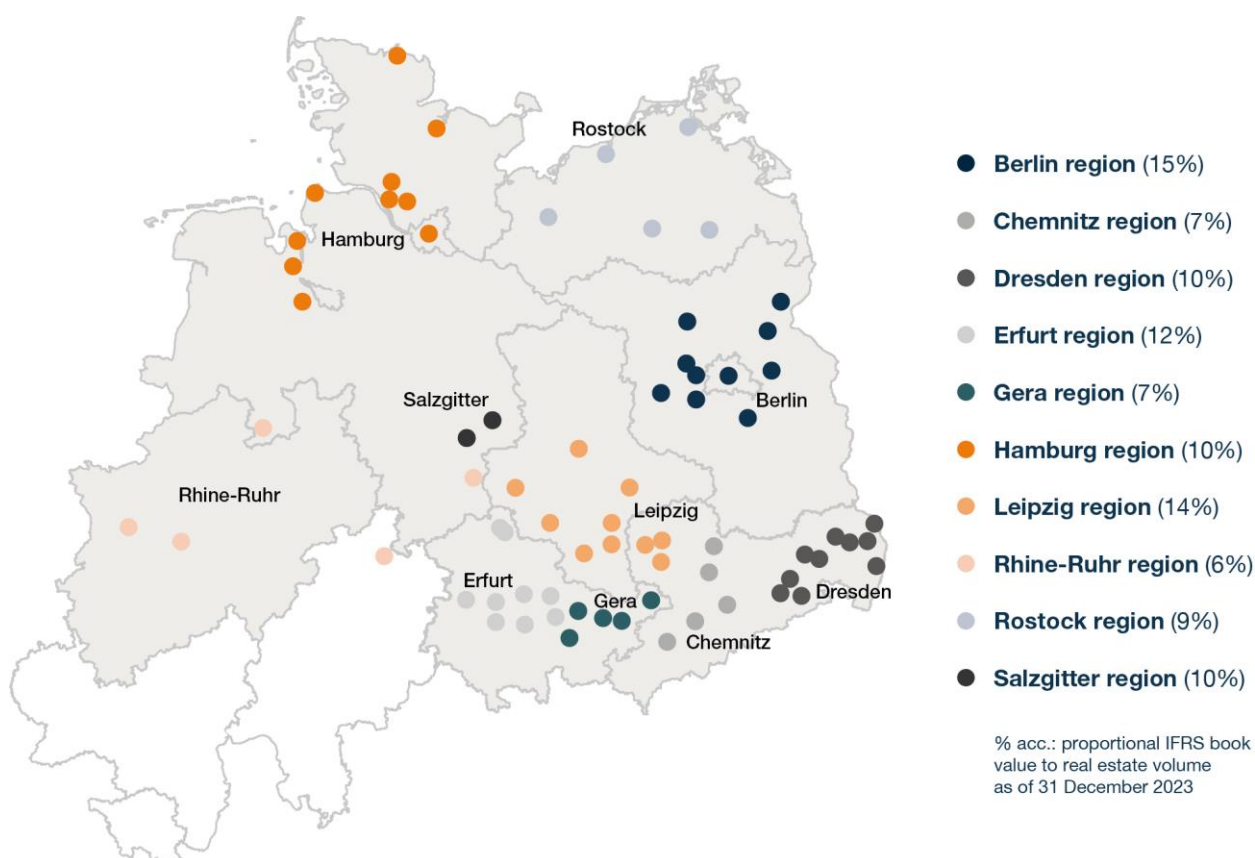 Rostock
Hamburg
Salzgitter
Berlin
Rhine-Ruhr
Leipzig
Erfurt
Gera
Dresden
Chemnitz
Berlin region (15%)
Chemnitz region (7%)
Dresden region (10%)
Erfurt region (12%)
Gera region (7%)
Hamburg region (10%)
Leipzig region (14%)
Rhine-Ruhr region (6%)
Rostock region (9%)
Salzgitter region (10%)
% acc.: proportional IFRS book
value to real estate volume
as of 31 December 2023